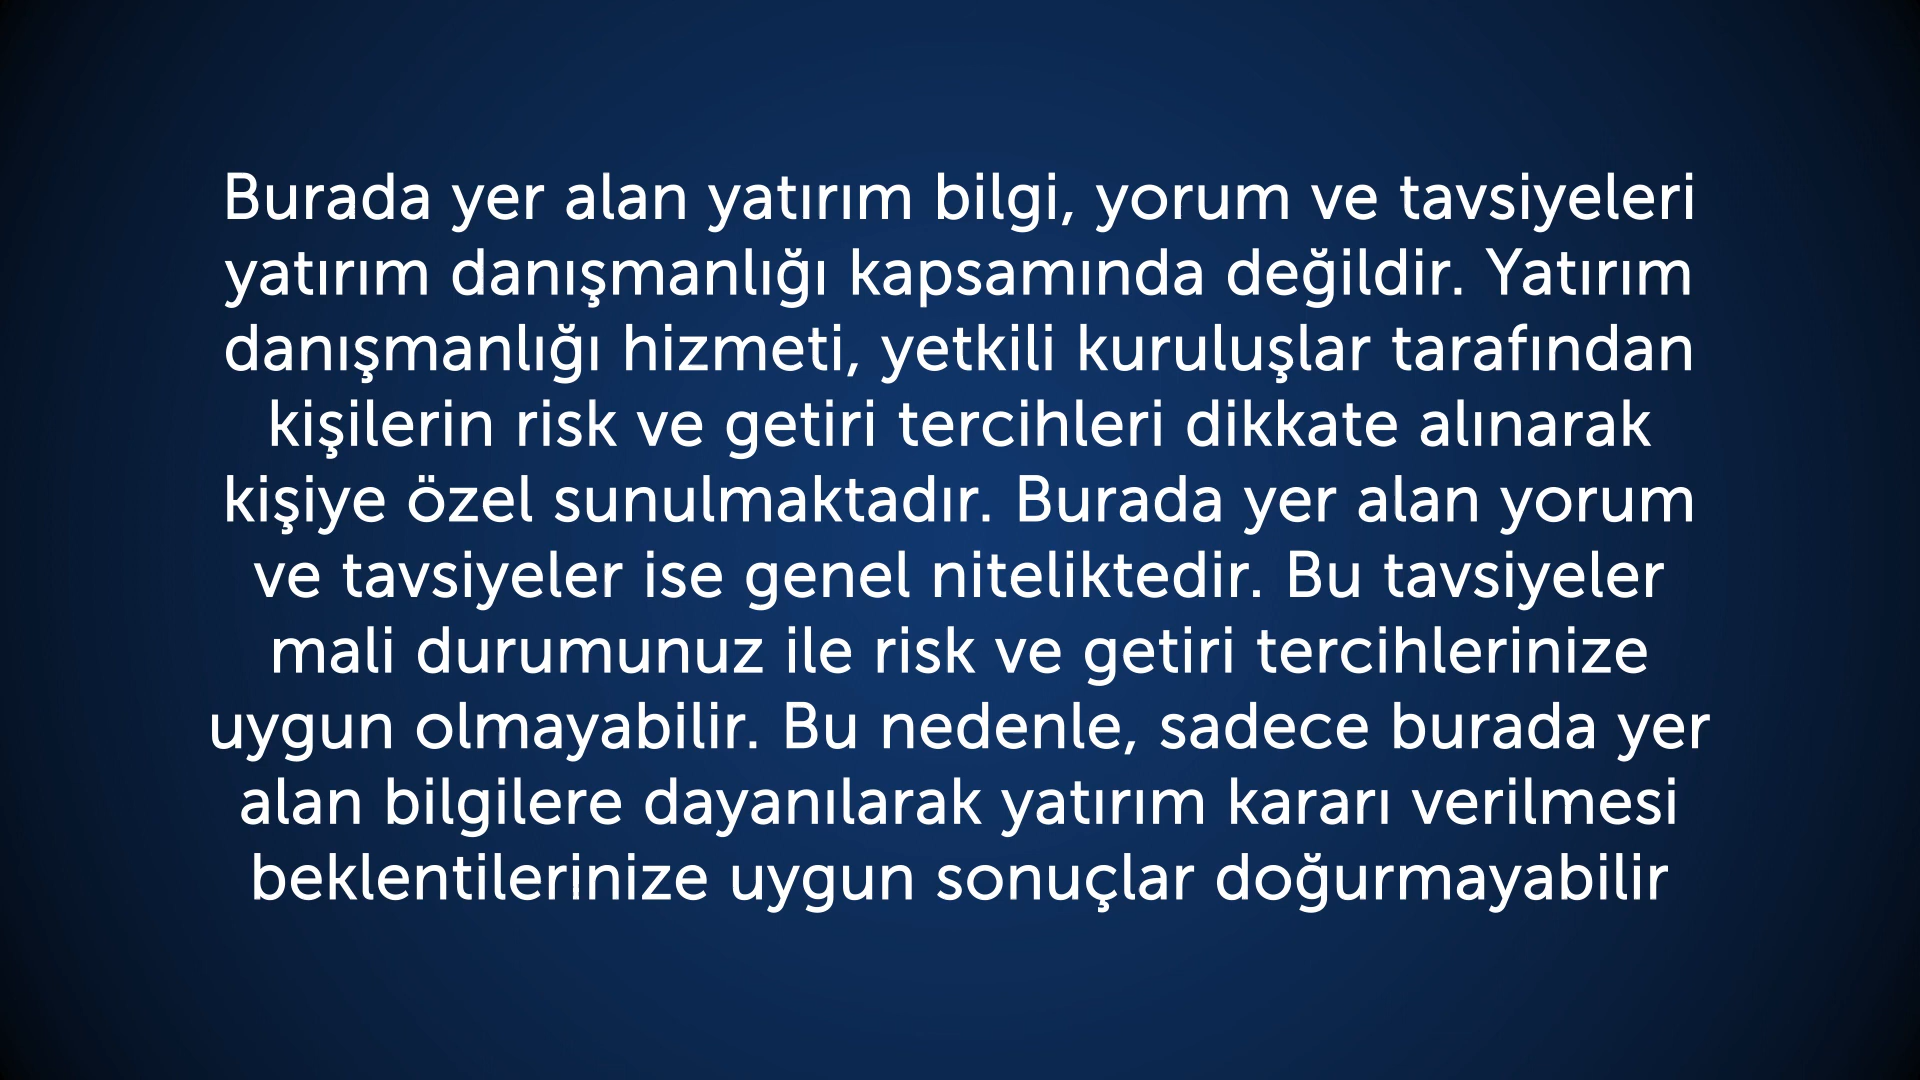 Burada yer alan yatırım bilgi, yorum ve tavsiyeleri
yatırım danışmanlığı kapsamında değildir. Yatırım
danışmanlığı hizmeti, yetkili kuruluşlar tarafından
kişilerin risk ve getiri tercihleri dikkate alınarak
kişiye özel sunulmaktadır. Burada yer alan yorum
ve tavsiyeler ise genel niteliktedir. Bu tavsiyeler
mali durumunuz ile risk ve getiri tercihlerinize
uygun olmayabilir. Bu nedenle, sadece burada yer
alan bilgilere dayanılarak yatırım kararı verilmesi
beklentilerinize uygun sonuçlar doğurmayabilir